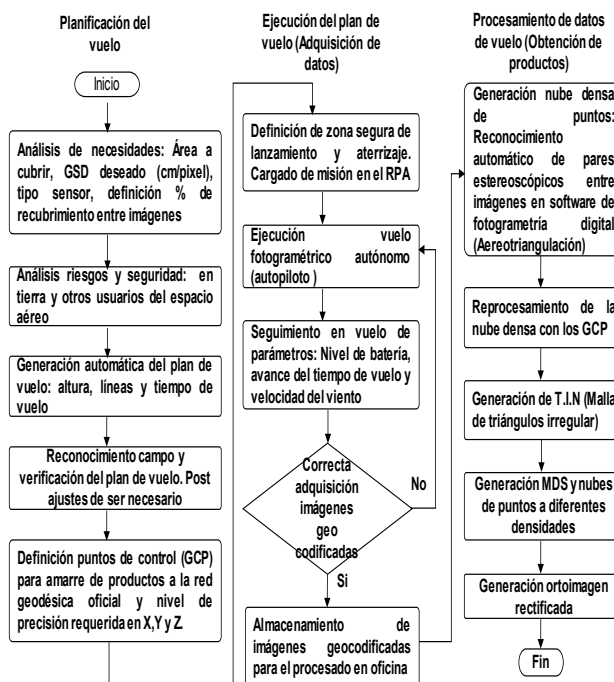 Planificación del
vuelo
Inicio
Análisis de necesidades: Área a
cubrir, GSD deseado (cm/pixel),
tipo sensor, definición % de
recubrimiento entre imágenes
Análisis riesgos y seguridad: en
tierra y otros usuarios del espacio
aéreo
Generación automática del plan de
vuelo: altura, líneas y tiempo de
vuelo
Reconocimiento campo y
verificación del plan de vuelo. Post
ajustes de ser necesario
Definición puntos de control (GCP)
para amarre de productos a la red
geodésica oficial y nivel de
precisión requerida en X,Y y Z.
Ejecución del plan de
vuelo (Adquisición de
datos)
Definición de zona segura de
lanzamiento y aterrizaje.
Cargado de misión en el RPA
Ejecución vuelo
fotogramétrico autónomo
(autopiloto )
Seguimiento en vuelo de
parámetros: Nivel de batería,
avance del tiempo de vuelo y
velocidad del viento
Correcta
adquisición
imágenes
geo
codificadas
No
Si
Almacenamiento de
imágenes geocodificadas
para el procesado en oficina
Procesamiento de datos
de vuelo (Obtención de
productos)
Generación nube densa
de puntos:
Reconocimiento
automático de pares
estereoscópicos entre
imágenes en software de
fotogrametría digital
(Aereotriangulación)
Reprocesamiento de la
nube densa con los GCP
Generación de T.I.N (Malla
de triángulos irregular)
Generación MDS y nubes
de puntos a diferentes
densidades
Generación ortoimagen
rectificada
Fin